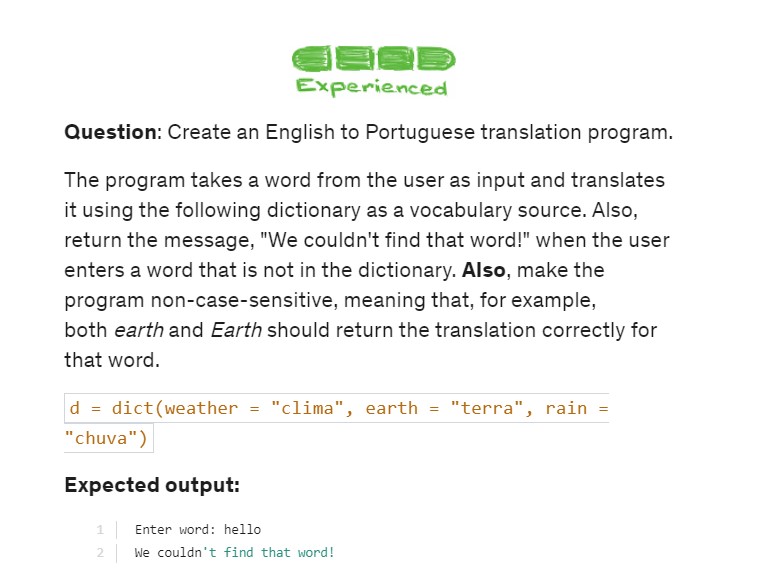 Experienced
Question: Create an English to Portuguese translation program.
The program takes a word from the user as input and translates
it using the following dictionary as a vocabulary source. Also,
return the message, "We couldn't find that word!" when the user
enters a word that is not in the dictionary. Also, make the
program non-case-sensitive, meaning that, for example,
both earth and Earth should return the translation correctly for
that word.
d = dict(weather = "clima", earth = "terra", rain =
"chuva")
Expected output:
1 Enter word: hello
2 We couldn't find that word!